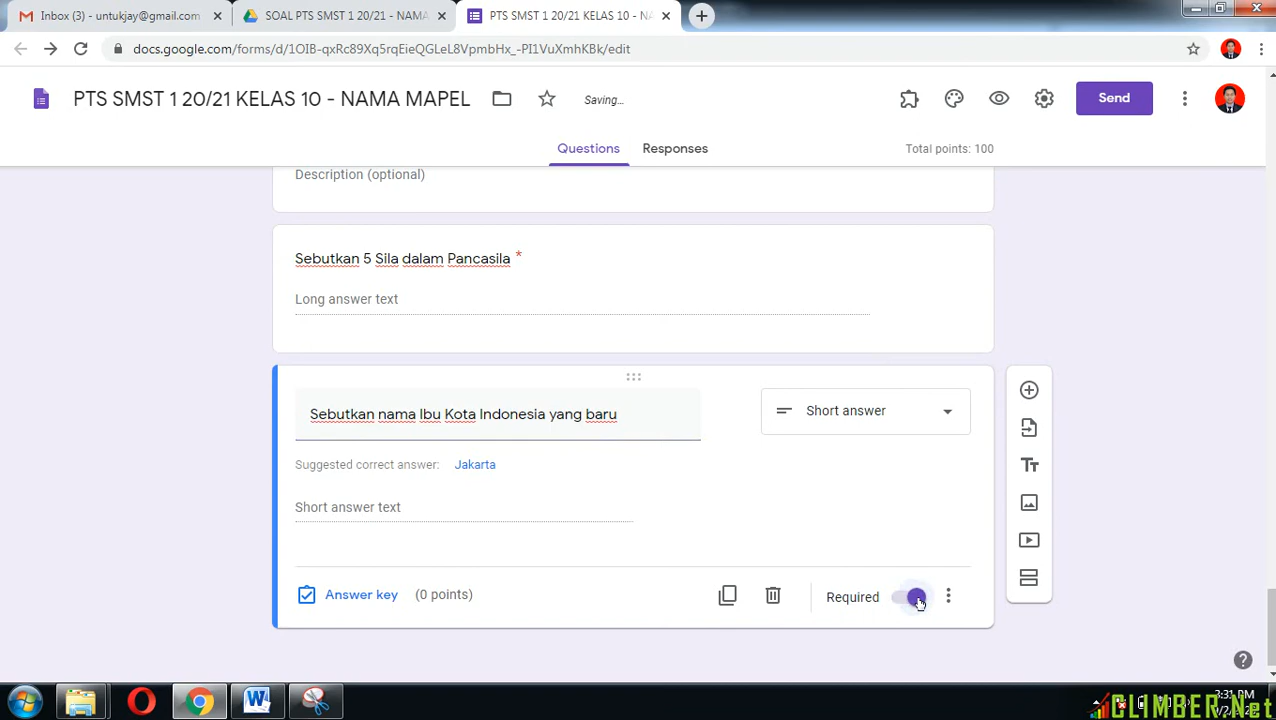 Inbox (3) - untukjay@gmail.com
SOAL PTS SMST 1 20/21 - NAMA
PTS SMST 1 20/21 KELAS 10 - NA
docs.google.com/forms/d/1OIB-qxRc89Xq5rqEieQGLeL8VpmbHx_-PI1VuXmhKBk/edit
PTS SMST 1 20/21 KELAS 10 - NAMA MAPEL
Saving...
Send
Questions
Responses
Total points: 100
Description (optional)
Sebutkan 5 Sila dalam Pancasila *
Long answer text
Sebutkan nama Ibu Kota Indonesia yang baru
Short answer
Suggested correct answer: Jakarta
Short answer text
Answer key (0 points)
Required
Tt
CLIMBER.Net